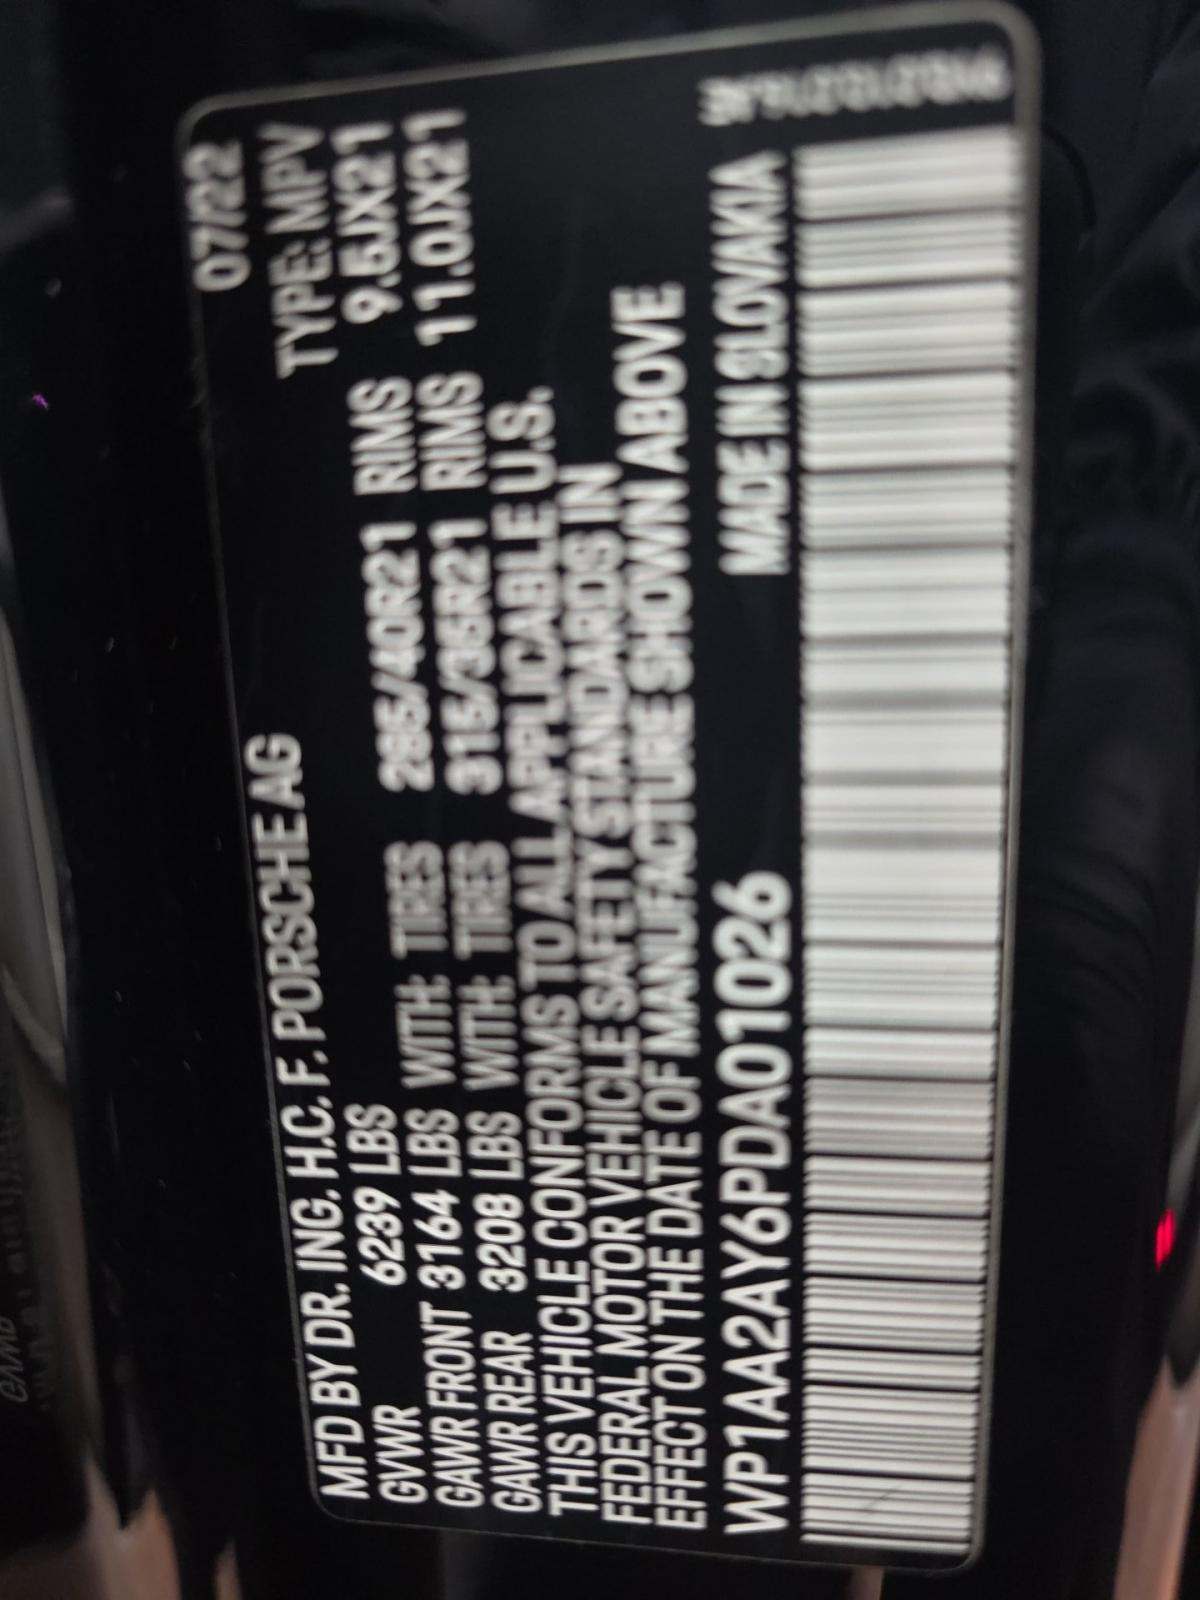 07/22
MFD BY DR. ING. H.C. F. PORSCHE AG TYPE: MPV
GVWR 6239 LBS
GAWR FRONT 3164 LBS WITH: TIRES 285/40R21 RIMS 9.5JX21
GAWR REAR 3208 LBS WITH: TIRES 315/35R21 RIMS 11.0JX21
THIS VEHICLE CONFORMS TO ALL APPLICABLE U.S.
FEDERAL MOTOR VEHICLE SAFETY STANDARDS IN
EFFECT ON THE DATE OF MANUFACTURE SHOWN ABOVE
WP1AA2AY6PDA01026 MADE IN SLOVAKIA